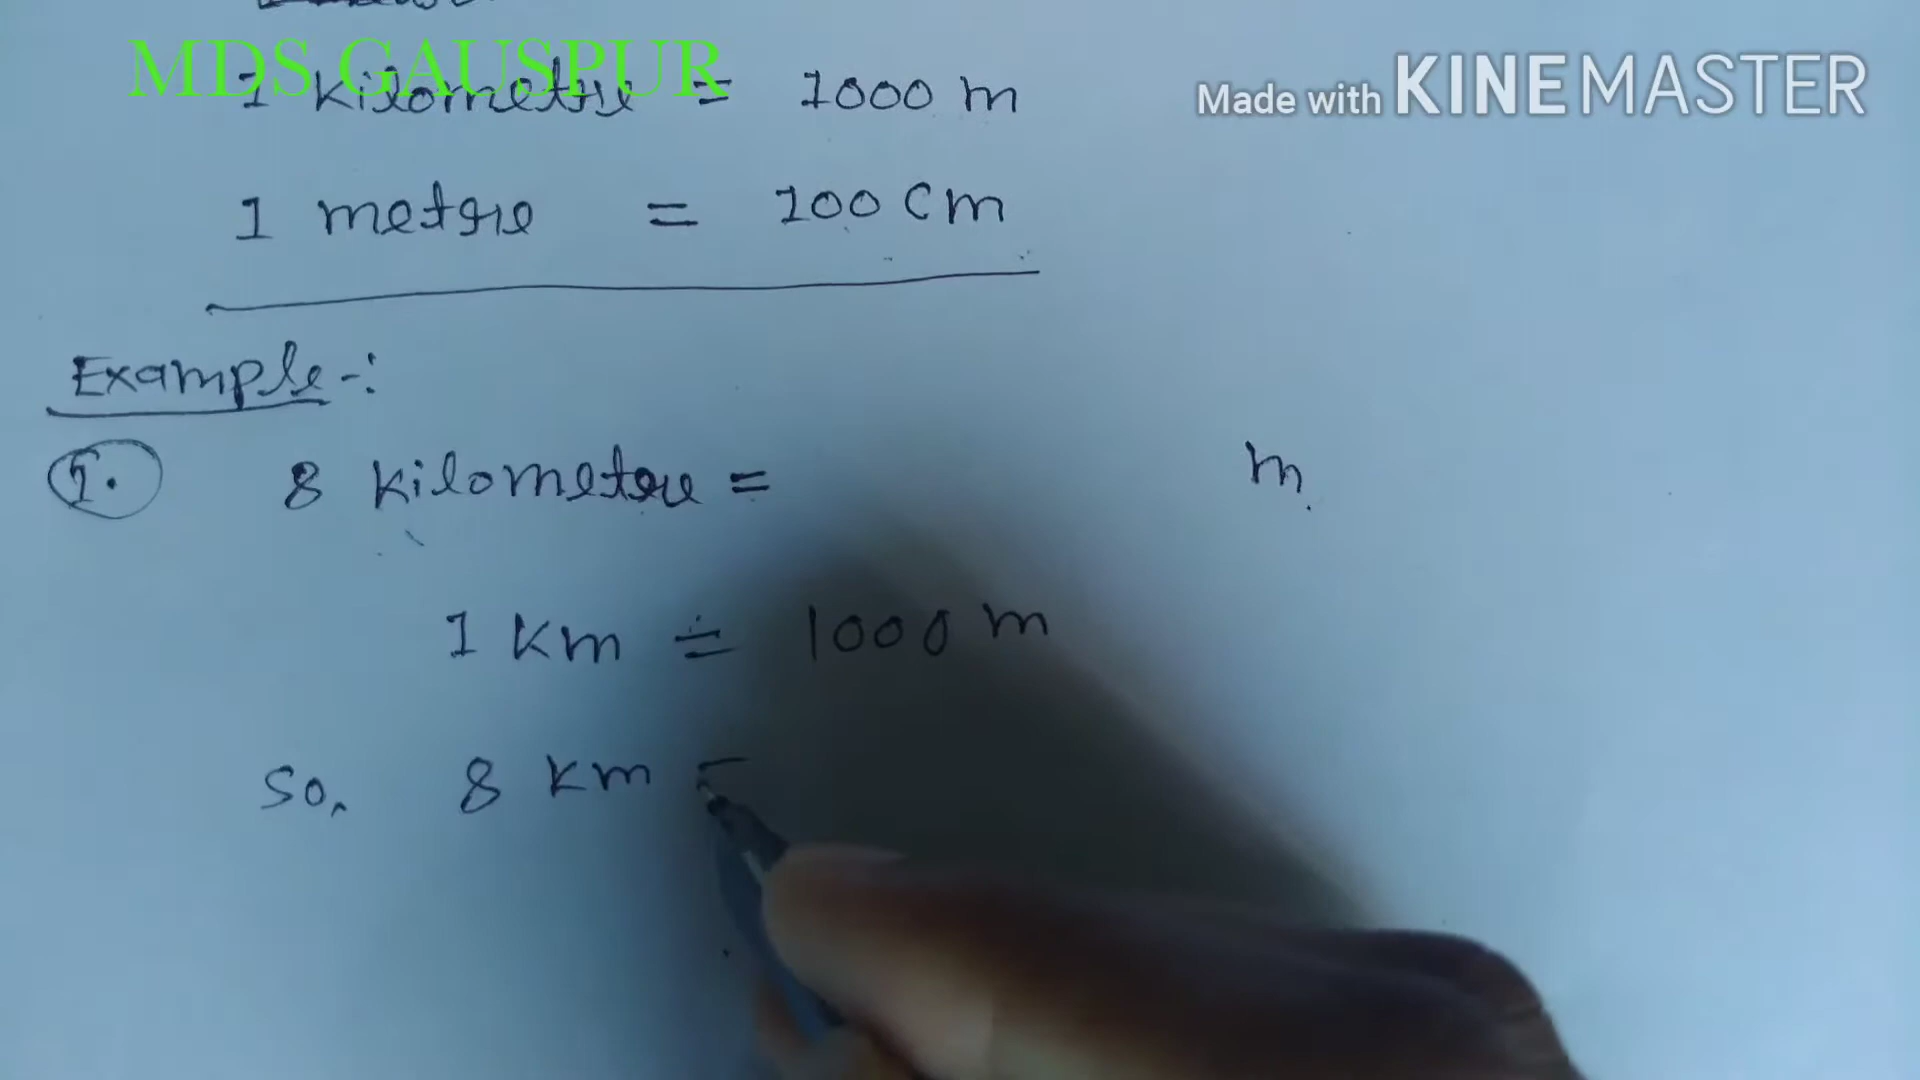 MDS GAUSPUR
Made with KINEMASTER
1 kilometre = 1000 m
1 metre = 100 cm
Example -:
1. 8 kilometre = m
1 km = 1000 m
So, 8 km =